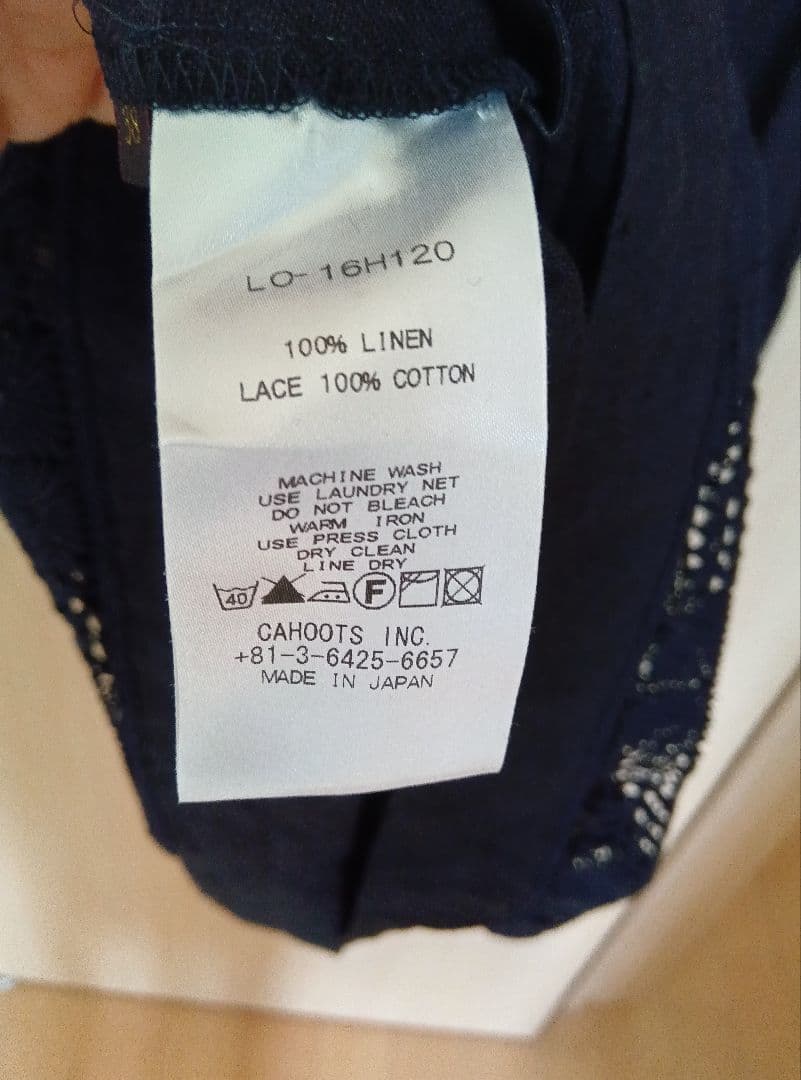 LO-16H120
100% LINEN
LACE 100% COTTON
MACHINE WASH
USE LAUNDRY NET
DO NOT BLEACH
WARM IRON
USE PRESS CLOTH
DRY CLEAN
LINE DRY
40 F
CAHOOTS INC.
+81-3-6425-6657
MADE IN JAPAN